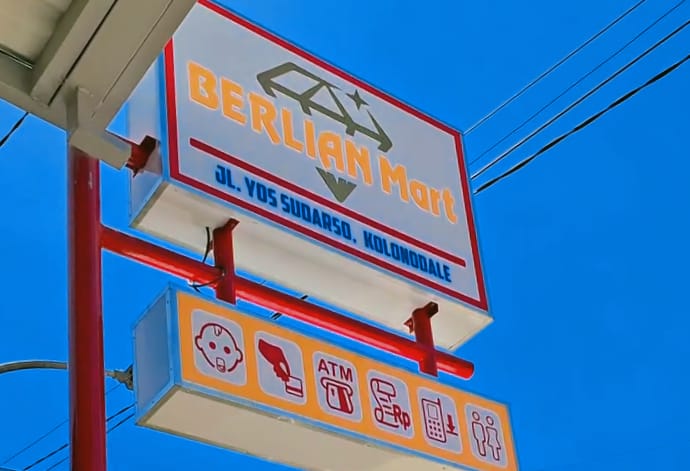 BERLIAN Mart
JL. YOS SUDARSO, KOLONODALE
ATM
Rp